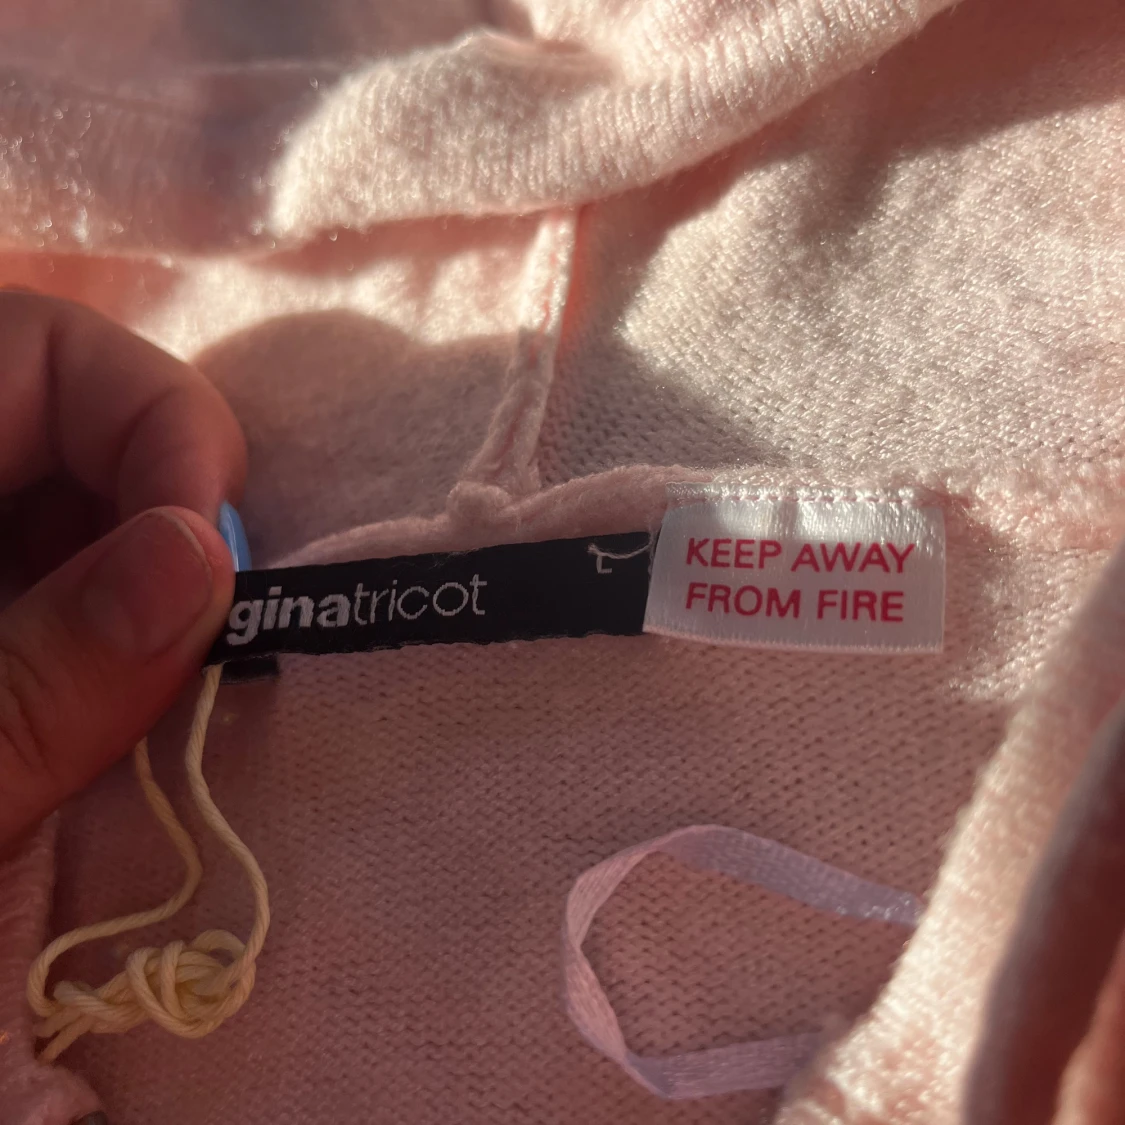 ginatricot
L
KEEP AWAY
FROM FIRE